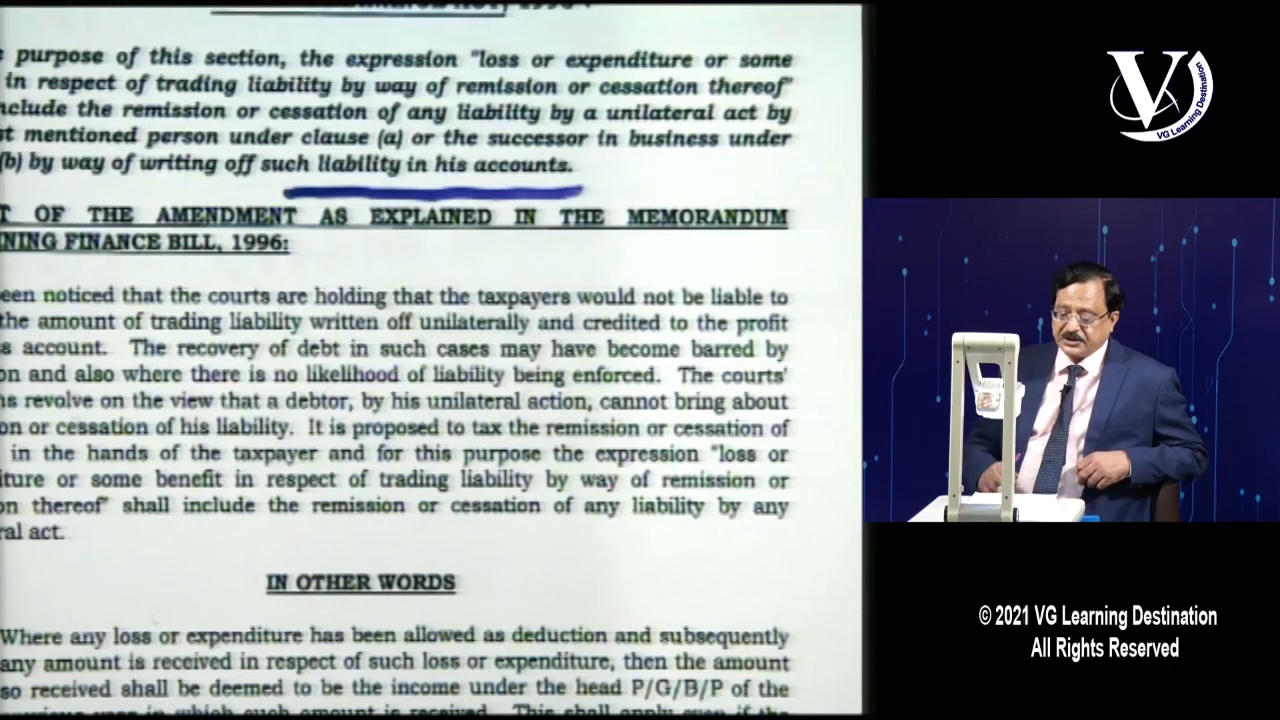 purpose of this section, the expression "loss or expenditure or some
in respect of trading liability by way of remission or cessation thereof"
nclude the remission or cessation of any liability by a unilateral act by
st mentioned person under clause (a) or the successor in business under
(b) by way of writing off such liability in his accounts.
T OF THE AMENDMENT AS EXPLAINED IN THE MEMORANDUM
NING FINANCE BILL, 1996:
een noticed that the courts are holding that the taxpayers would not be liable to
the amount of trading liability written off unilaterally and credited to the profit
s account. The recovery of debt in such cases may have become barred by
on and also where there is no likelihood of liability being enforced. The courts'
ns revolve on the view that a debtor, by his unilateral action, cannot bring about
on or cessation of his liability. It is proposed to tax the remission or cessation of
in the hands of the taxpayer and for this purpose the expression "loss or
iture or some benefit in respect of trading liability by way of remission or
on thereof" shall include the remission or cessation of any liability by any
ral act.
IN OTHER WORDS
Where any loss or expenditure has been allowed as deduction and subsequently
any amount is received in respect of such loss or expenditure, then the amount
so received shall be deemed to be the income under the head P/G/B/P of the
V
VG Learning Destination
© 2021 VG Learning Destination
All Rights Reserved